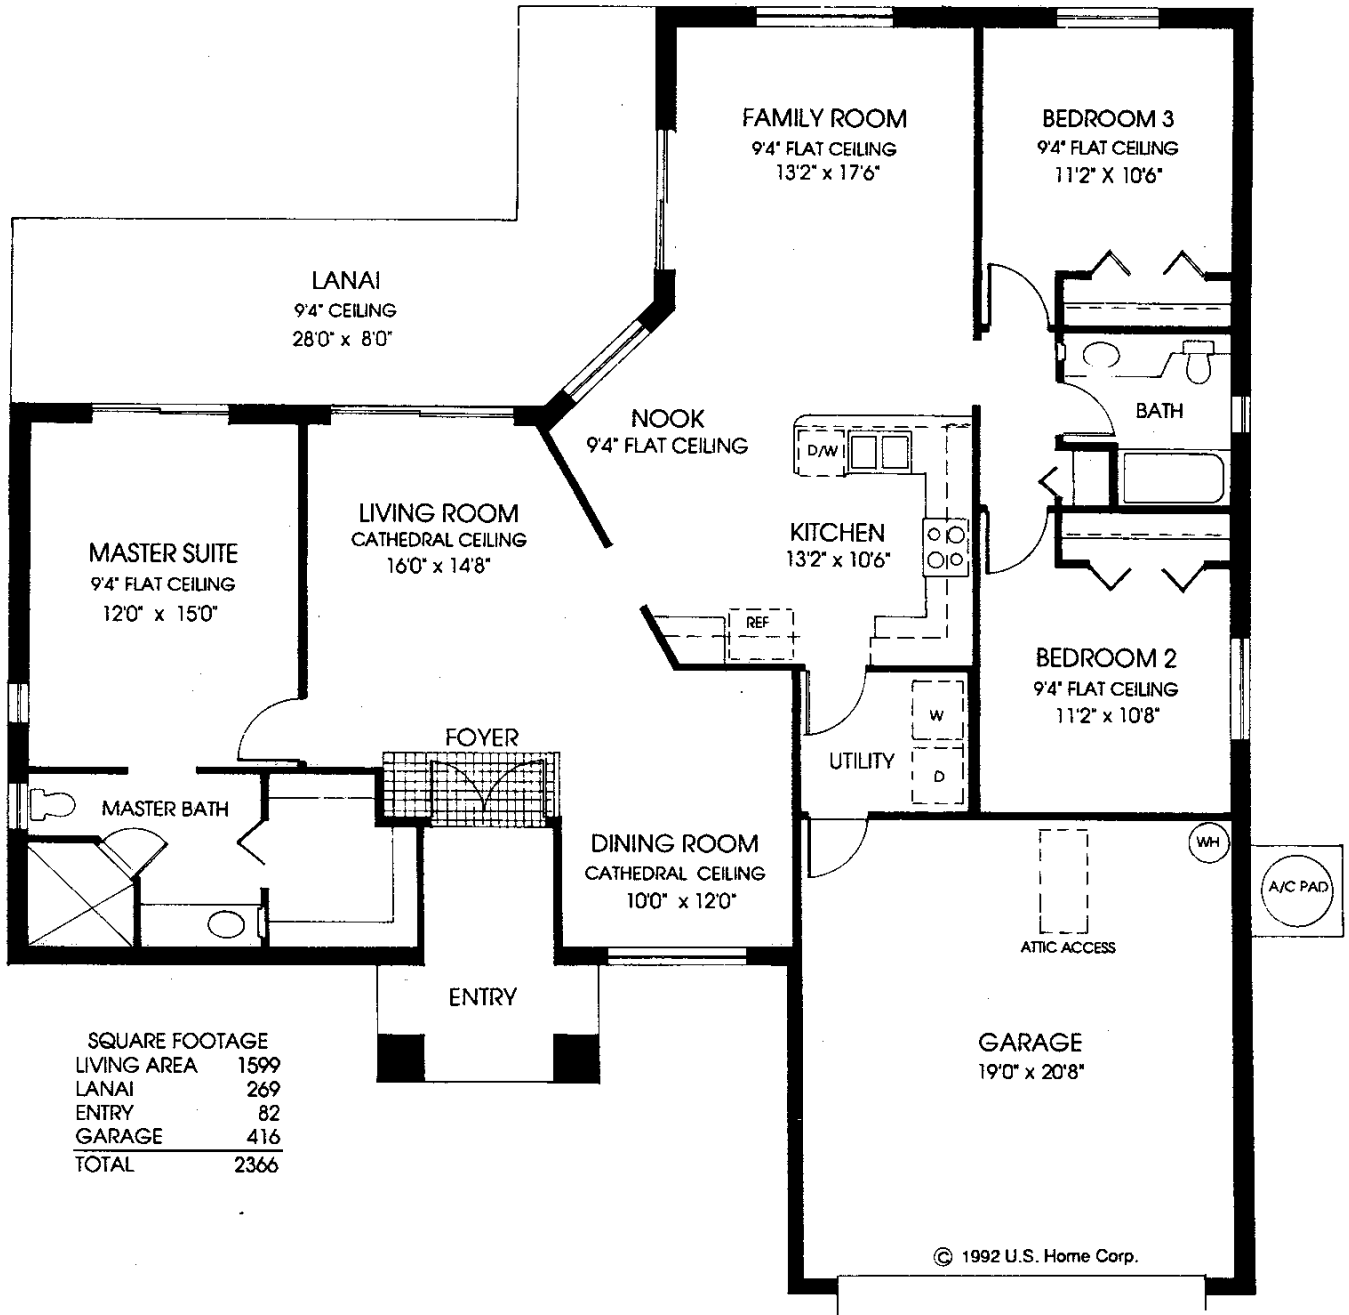 FAMILY ROOM
9'4" FLAT CEILING
13'2" x 17'6"
BEDROOM 3
9'4" FLAT CEILING
11'2" X 10'6"
LANAI
9'4" CEILING
28'0" x 8'0"
NOOK
9'4" FLAT CEILING
D/W
BATH
LIVING ROOM
CATHEDRAL CEILING
16'0" x 14'8"
KITCHEN
13'2" x 10'6"
MASTER SUITE
9'4" FLAT CEILING
12'0" x 15'0"
REF
BEDROOM 2
9'4" FLAT CEILING
11'2" x 10'8"
FOYER
W
UTILITY
D
MASTER BATH
DINING ROOM
CATHEDRAL CEILING
10'0" x 12'0"
WH
A/C PAD
ATTIC ACCESS
ENTRY
GARAGE
19'0" x 20'8"
SQUARE FOOTAGE
LIVING AREA 1599
LANAI 269
ENTRY 82
GARAGE 416
TOTAL 2366
© 1992 U.S. Home Corp.